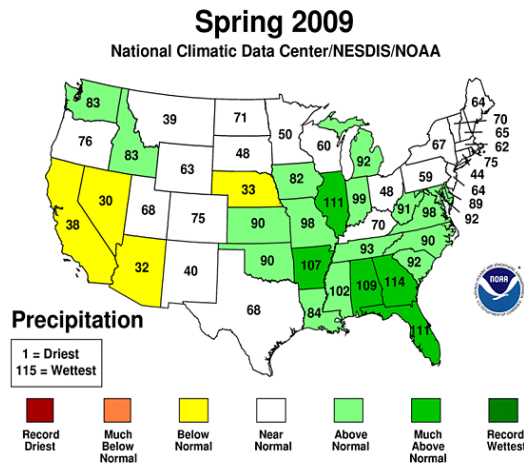 Spring 2009
National Climatic Data Center/NESDIS/NOAA
83
39
71
50
64
70
76
83
48
60
67
65
62
63
92
75
33
82
59
44
30
68
75
111
99
48
64
38
90
98
91
98
89
92
70
32
40
90
107
93
90
92
68
84
102
109
114
111
NOAA
Precipitation
1 = Driest
115 = Wettest
Record
Driest
Much
Below
Normal
Below
Normal
Near
Normal
Above
Normal
Much
Above
Normal
Record
Wettest